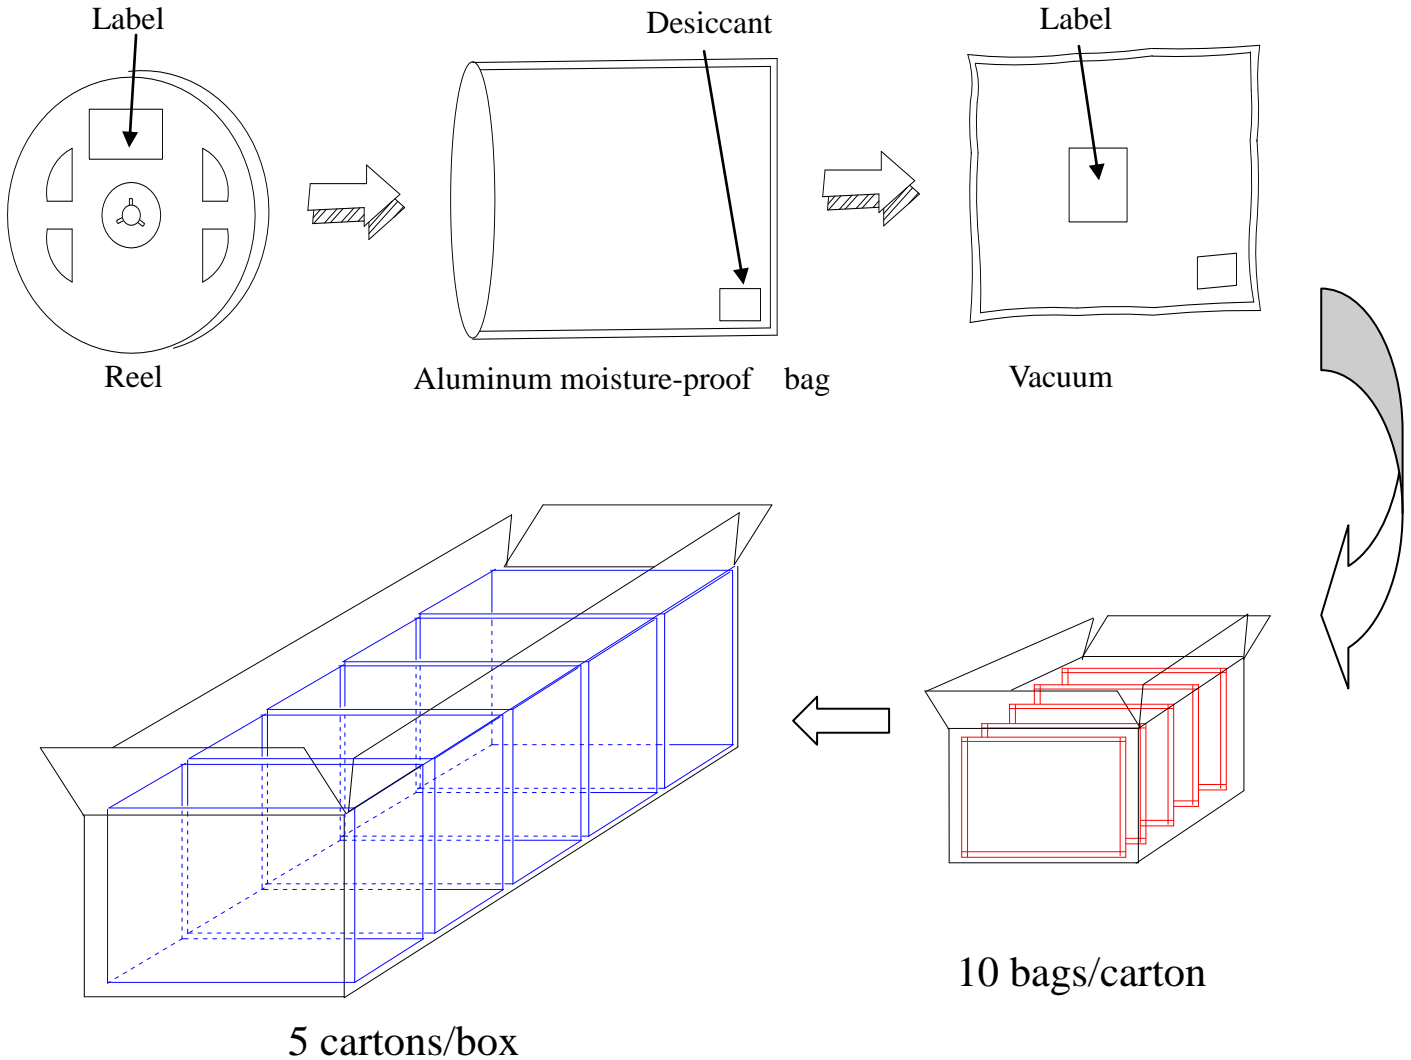 Label
Desiccant
Label
Reel
Aluminum moisture-proof bag
Vacuum
10 bags/carton
5 cartons/box